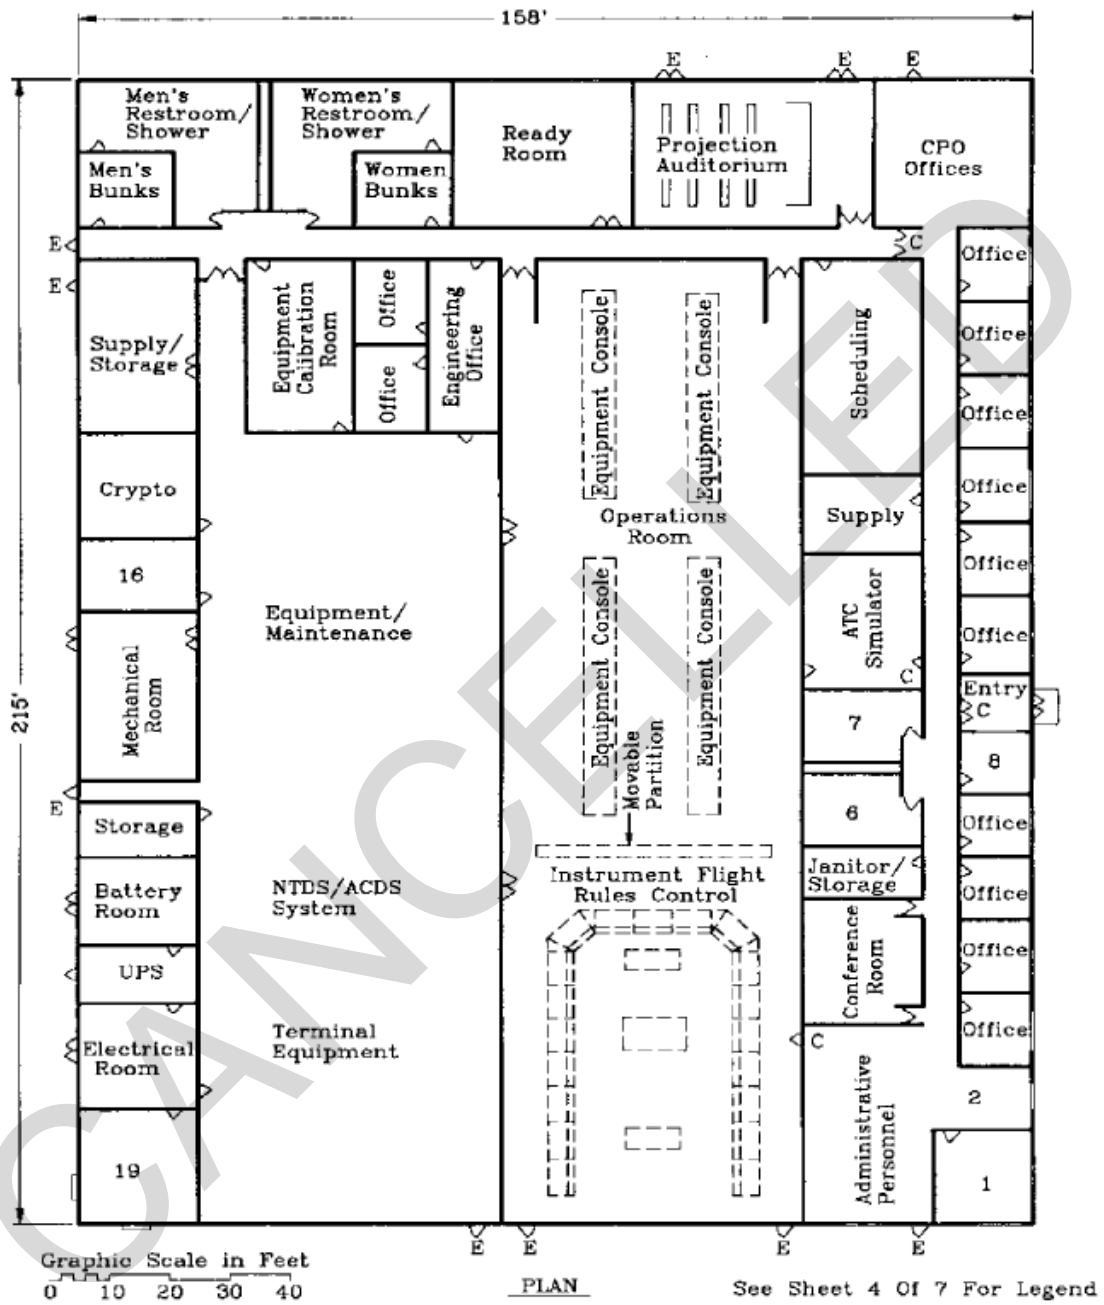 158'
E
E
E
Men's
Restroom/
Shower
Women's
Restroom/
Shower
Ready
Room
Projection
Auditorium
CPO
Offices
Men's
Bunks
Women
Bunks
E
C
Office
E
Supply/
Storage
Equipment
Calibration
Room
Office
Office
Engineering
Office
Equipment Console
Equipment Console
Scheduling
Office
Office
Crypto
Operations
Room
Supply
Office
16
Equipment/
Maintenance
Equipment Console
Equipment Console
ATC
Simulator
C
Office
Office
215'
Mechanical
Room
Movable
Partition
7
Entry
C
8
E
Storage
6
Office
Battery
Room
NTDS/ACDS
System
Instrument Flight
Rules Control
Janitor/
Storage
Office
UPS
Conference
Room
Office
Electrical
Room
Terminal
Equipment
C
Office
Administrative
Personnel
2
19
1
E
E
E
E
Graphic Scale in Feet
0 10 20 30 40
PLAN
See Sheet 4 Of 7 For Legend
CANCELLED